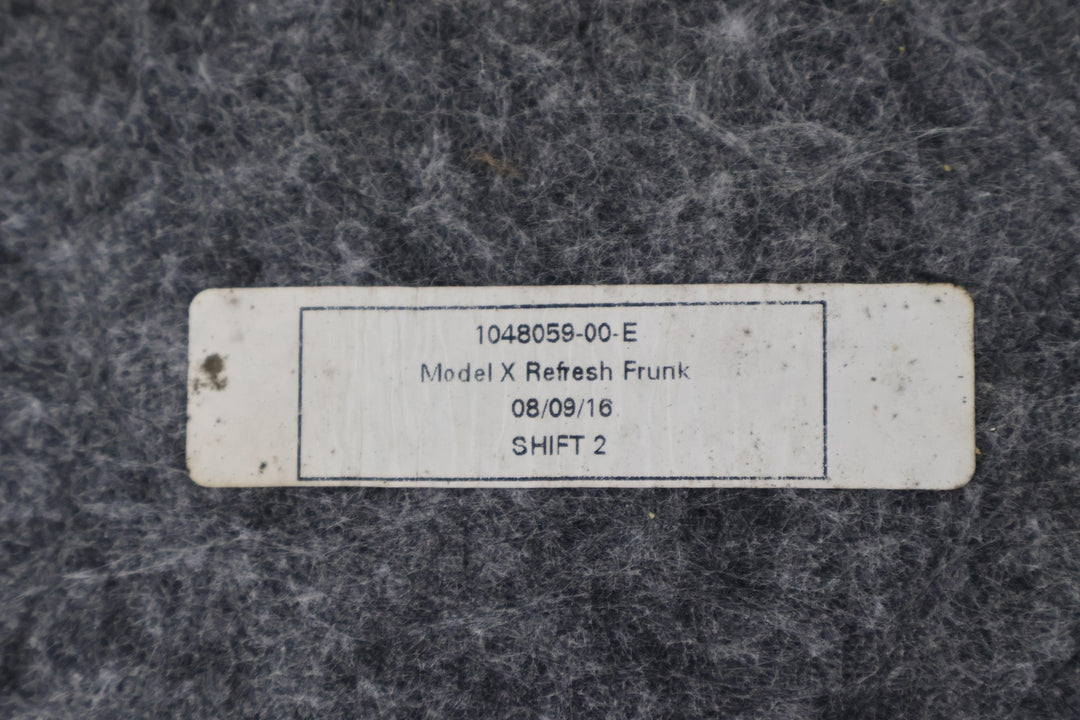 1048059-00-E
Model X Refresh Frunk
08/09/16
SHIFT 2